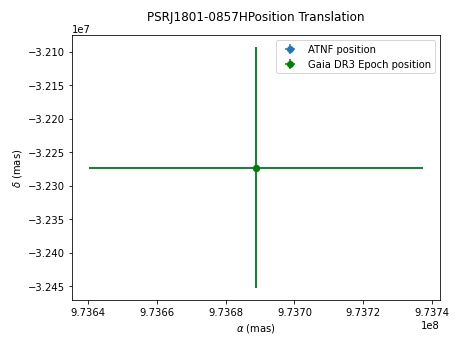 PSRJ1801-0857HPosition Translation
1e7
ATNF position
Gaia DR3 Epoch position
−3.210
−3.215
−3.220
−3.225
−3.230
−3.235
−3.240
−3.245
δ (mas)
9.7364
9.7366
9.7368
9.7370
9.7372
9.7374
1e8
α (mas)